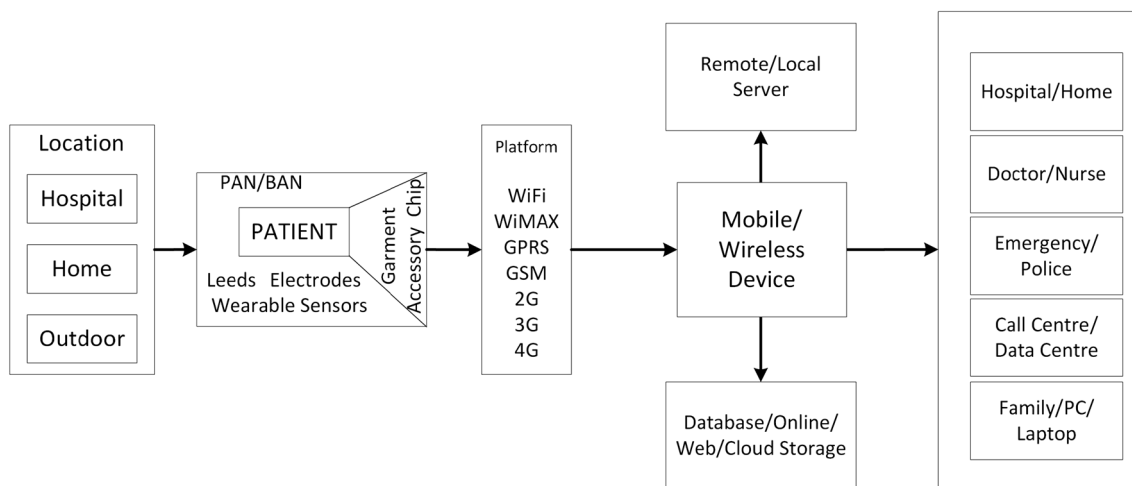 Location
Hospital
Home
Outdoor
PAN/BAN
PATIENT
Garment
Accessory Chip
Leeds Electrodes
Wearable Sensors
Platform
WiFi
WiMAX
GPRS
GSM
2G
3G
4G
Remote/Local
Server
Mobile/
Wireless
Device
Database/Online/
Web/Cloud Storage
Hospital/Home
Doctor/Nurse
Emergency/
Police
Call Centre/
Data Centre
Family/PC/
Laptop